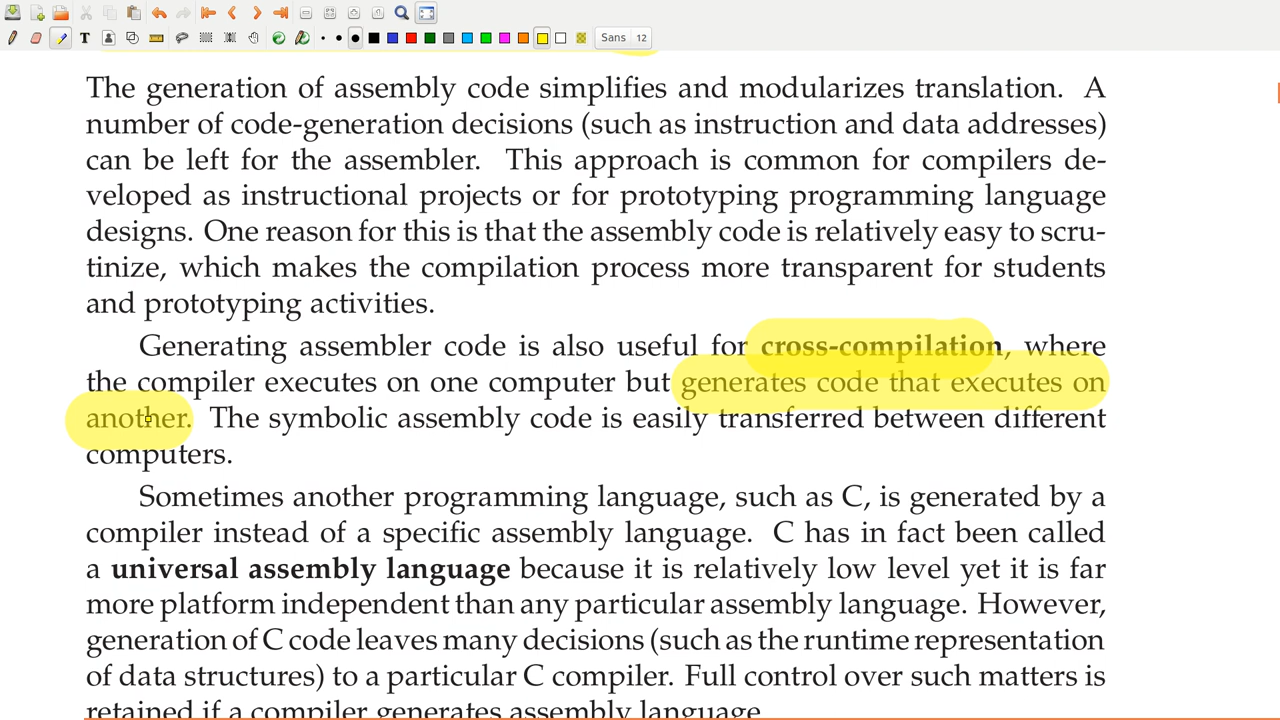 T
Sans 12
The generation of assembly code simplifies and modularizes translation. A
number of code-generation decisions (such as instruction and data addresses)
can be left for the assembler. This approach is common for compilers de-
veloped as instructional projects or for prototyping programming language
designs. One reason for this is that the assembly code is relatively easy to scru-
tinize, which makes the compilation process more transparent for students
and prototyping activities.
Generating assembler code is also useful for cross-compilation, where
the compiler executes on one computer but generates code that executes on
another. The symbolic assembly code is easily transferred between different
computers.
Sometimes another programming language, such as C, is generated by a
compiler instead of a specific assembly language. C has in fact been called
a universal assembly language because it is relatively low level yet it is far
more platform independent than any particular assembly language. However,
generation of C code leaves many decisions (such as the runtime representation
of data structures) to a particular C compiler. Full control over such matters is
retained if a compiler generates assembly language